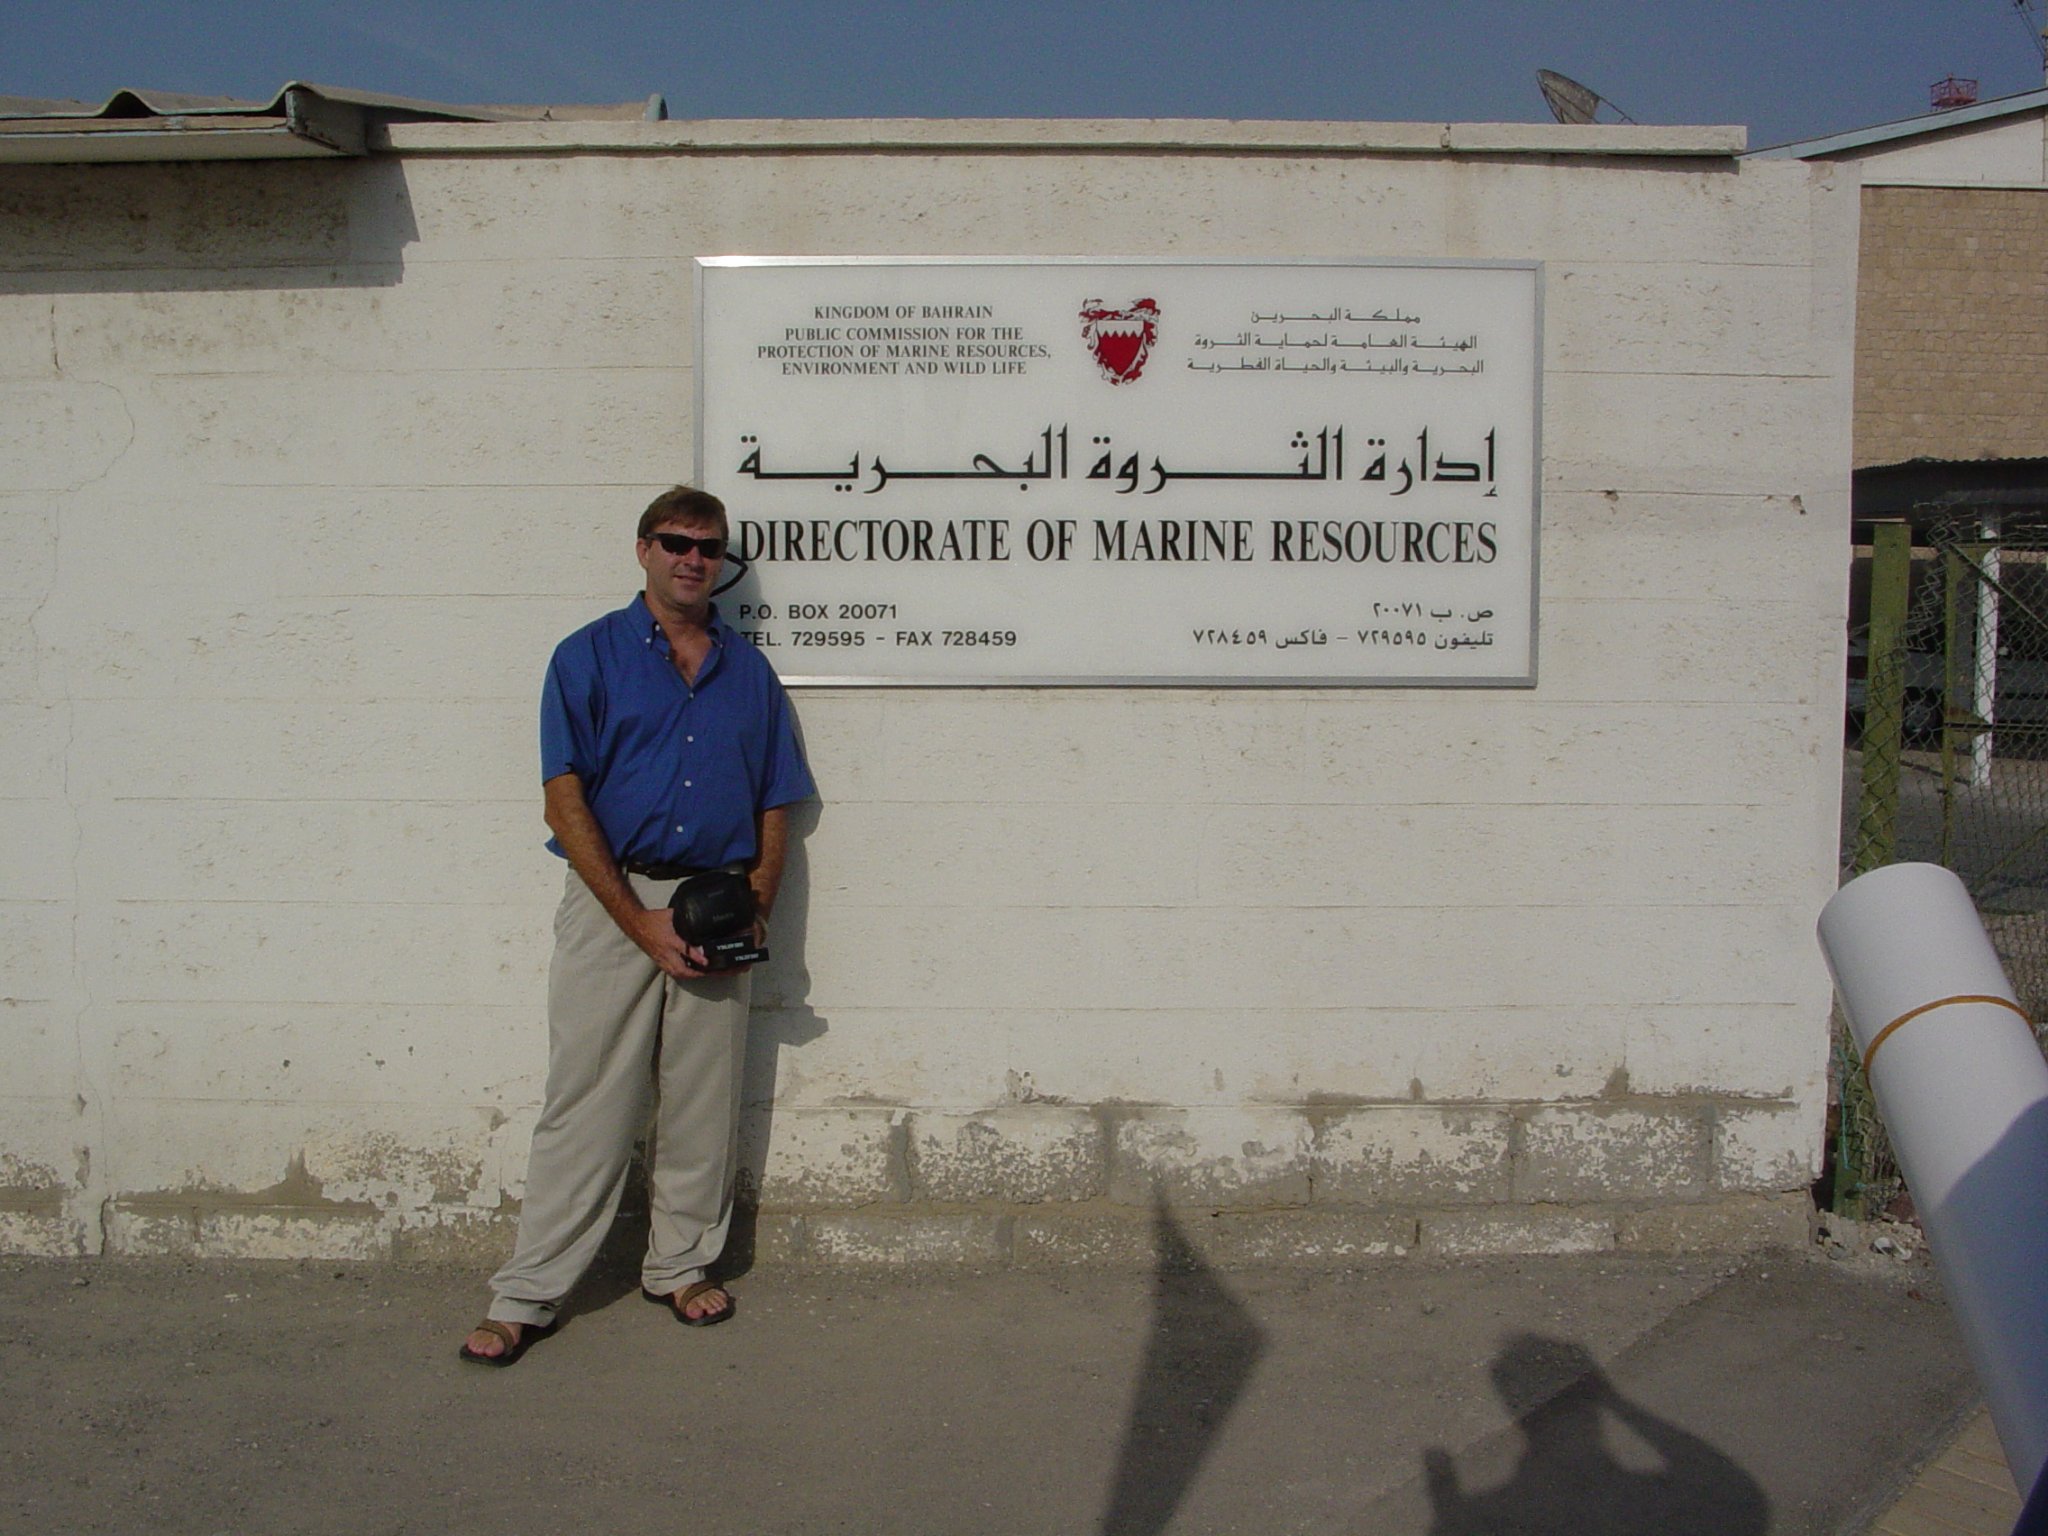 KINGDOM OF BAHRAIN
PUBLIC COMMISSION FOR THE
PROTECTION OF MARINE RESOURCES,
ENVIRONMENT AND WILD LIFE
مملكة البحرين
الهيئة العامة لحماية الثروة
البحرية والبيئة والحياة الفطرية
إدارة الثروة البحرية
DIRECTORATE OF MARINE RESOURCES
P.O. BOX 20071
TEL. 729595 - FAX 728459
ص. ب ٢٠٠٧١
تليفون ٧٢٩٥٩٥ - فاكس ٧٢٨٤٥٩